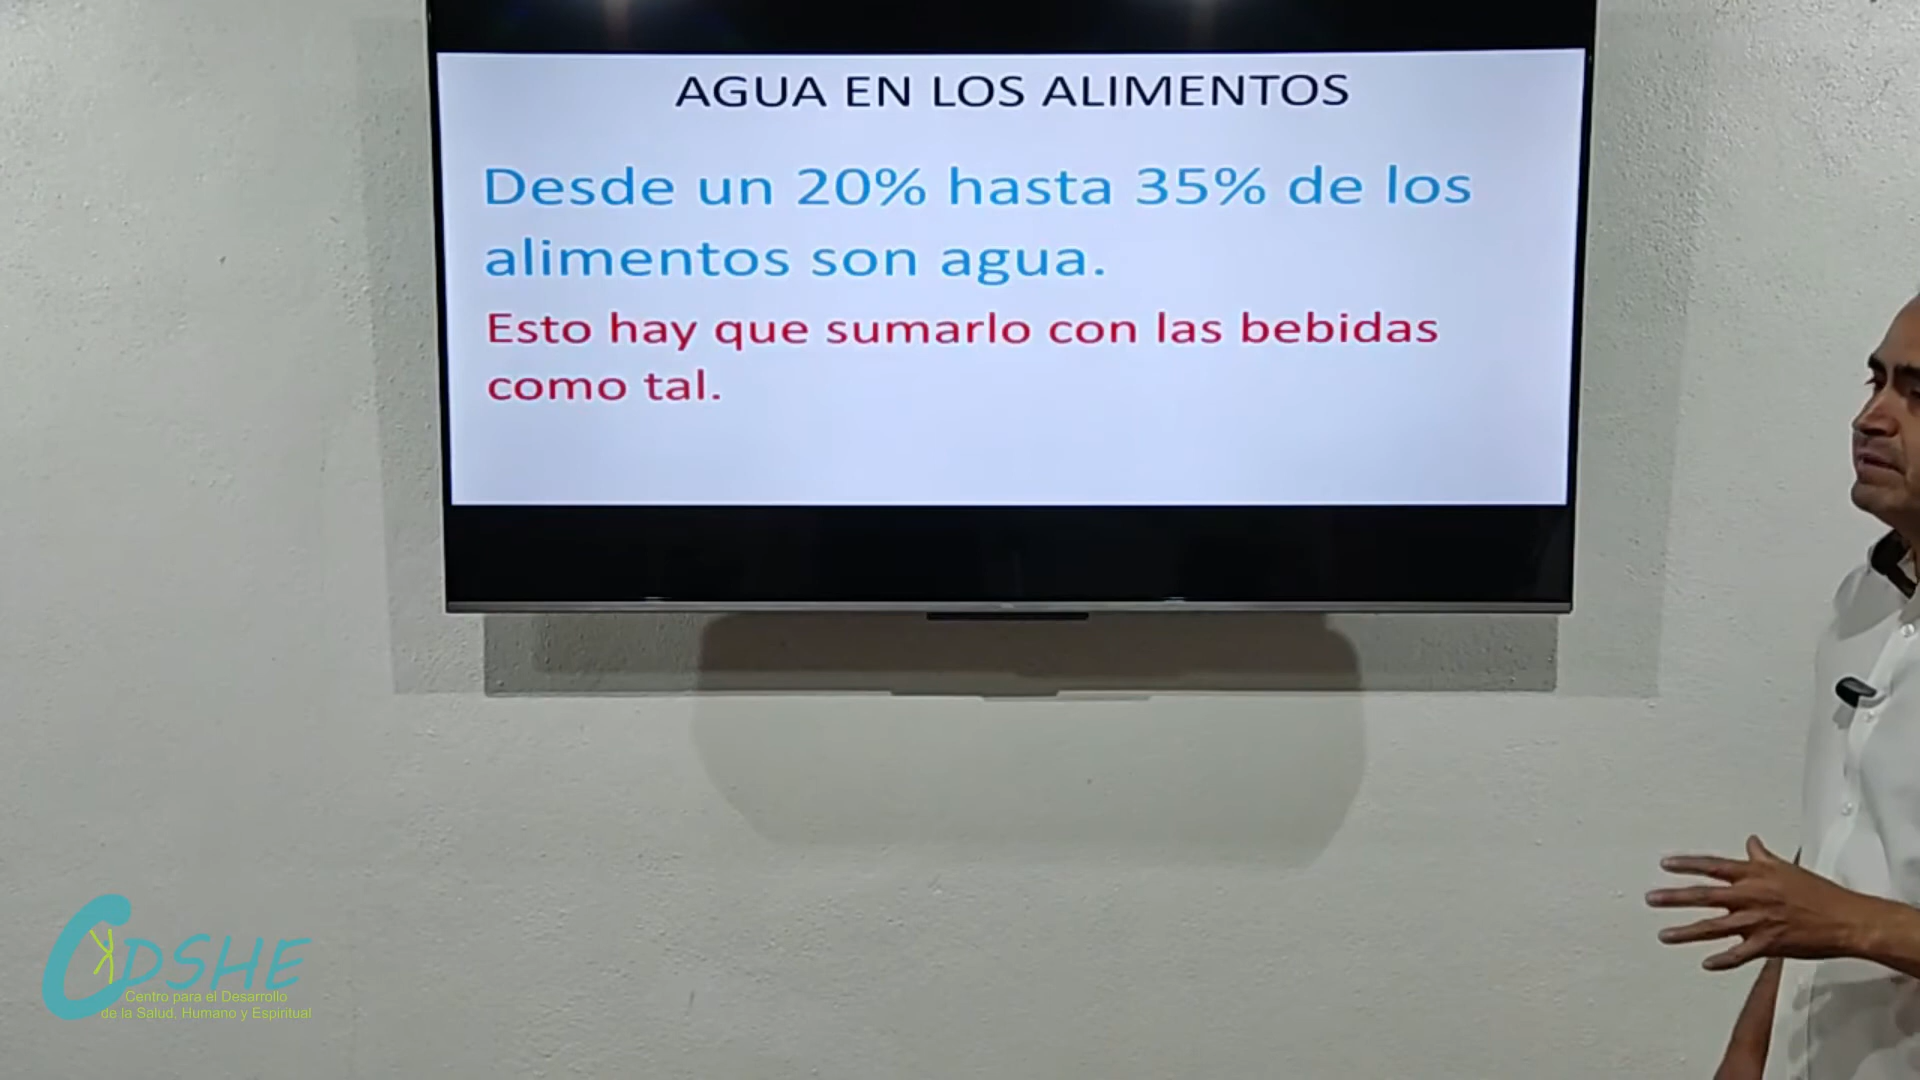 AGUA EN LOS ALIMENTOS
Desde un 20% hasta 35% de los
alimentos son agua.
Esto hay que sumarlo con las bebidas
como tal.
CDSHE
Centro para el Desarrollo
de la Salud, Humano y Espiritual